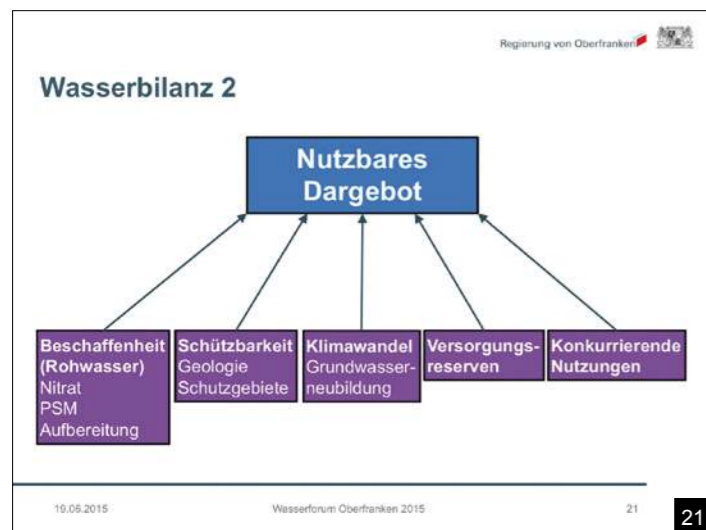 Regierung von Oberfranken
Wasserbilanz 2
Nutzbares
Dargebot
Beschaffenheit
(Rohwasser)
Nitrat
PSM
Aufbereitung
Schützbarkeit
Geologie
Schutzgebiete
Klimawandel
Grundwasser-
neubildung
Versorgungs-
reserven
Konkurrierende
Nutzungen
19.06.2015
Wasserforum Oberfranken 2015
21
21